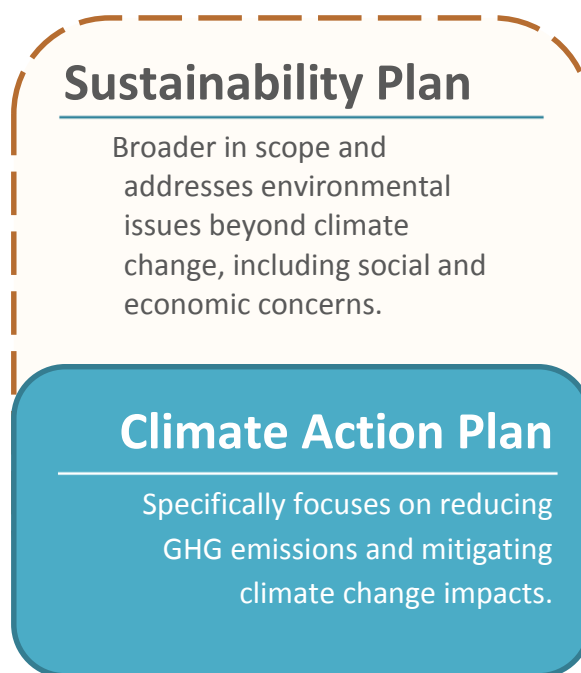 Sustainability Plan
Broader in scope and
addresses environmental
issues beyond climate
change, including social and
economic concerns.
Climate Action Plan
Specifically focuses on reducing
GHG emissions and mitigating
climate change impacts.